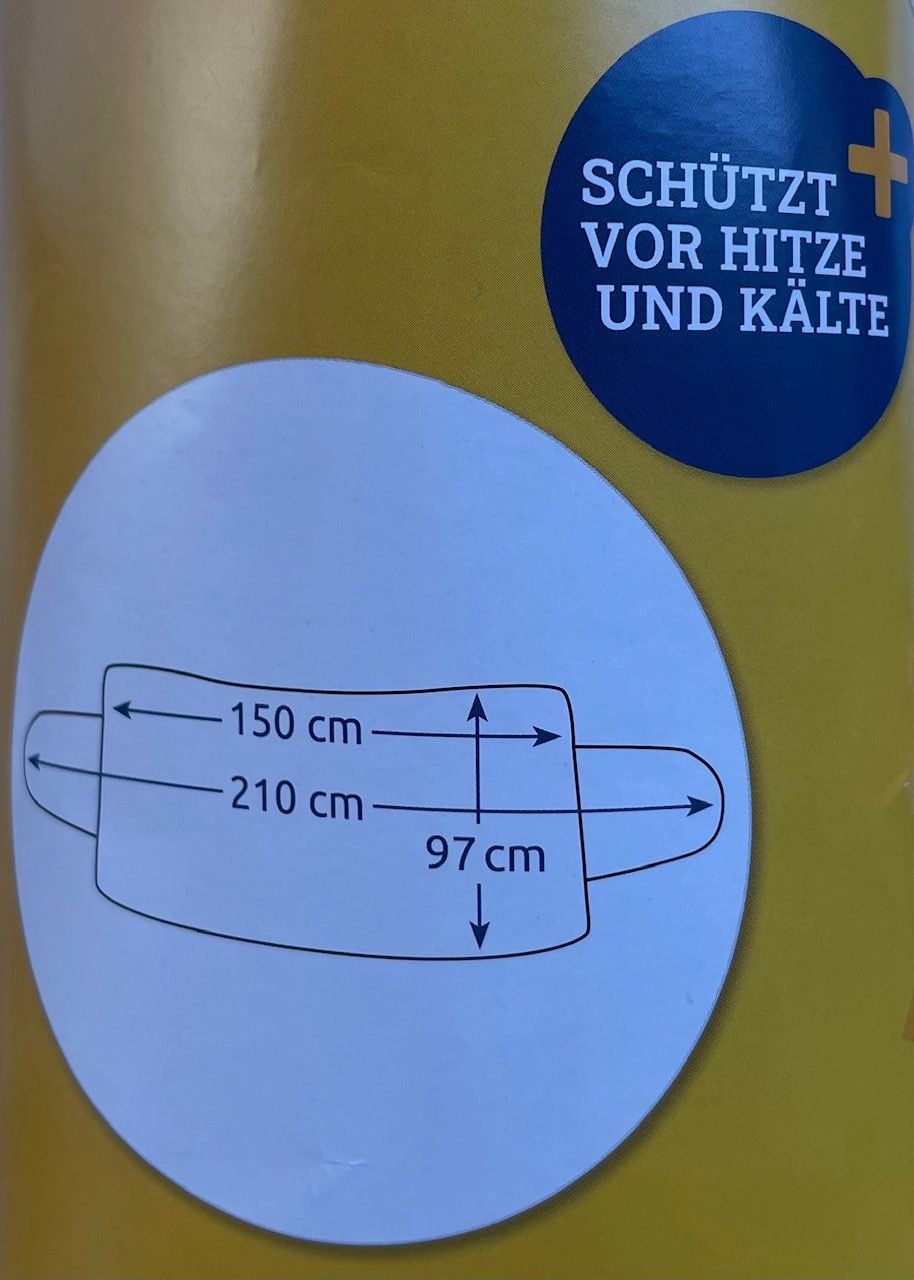 SCHÜTZT
VOR HITZE
UND KÄLTE
150 cm
210 cm
97 cm